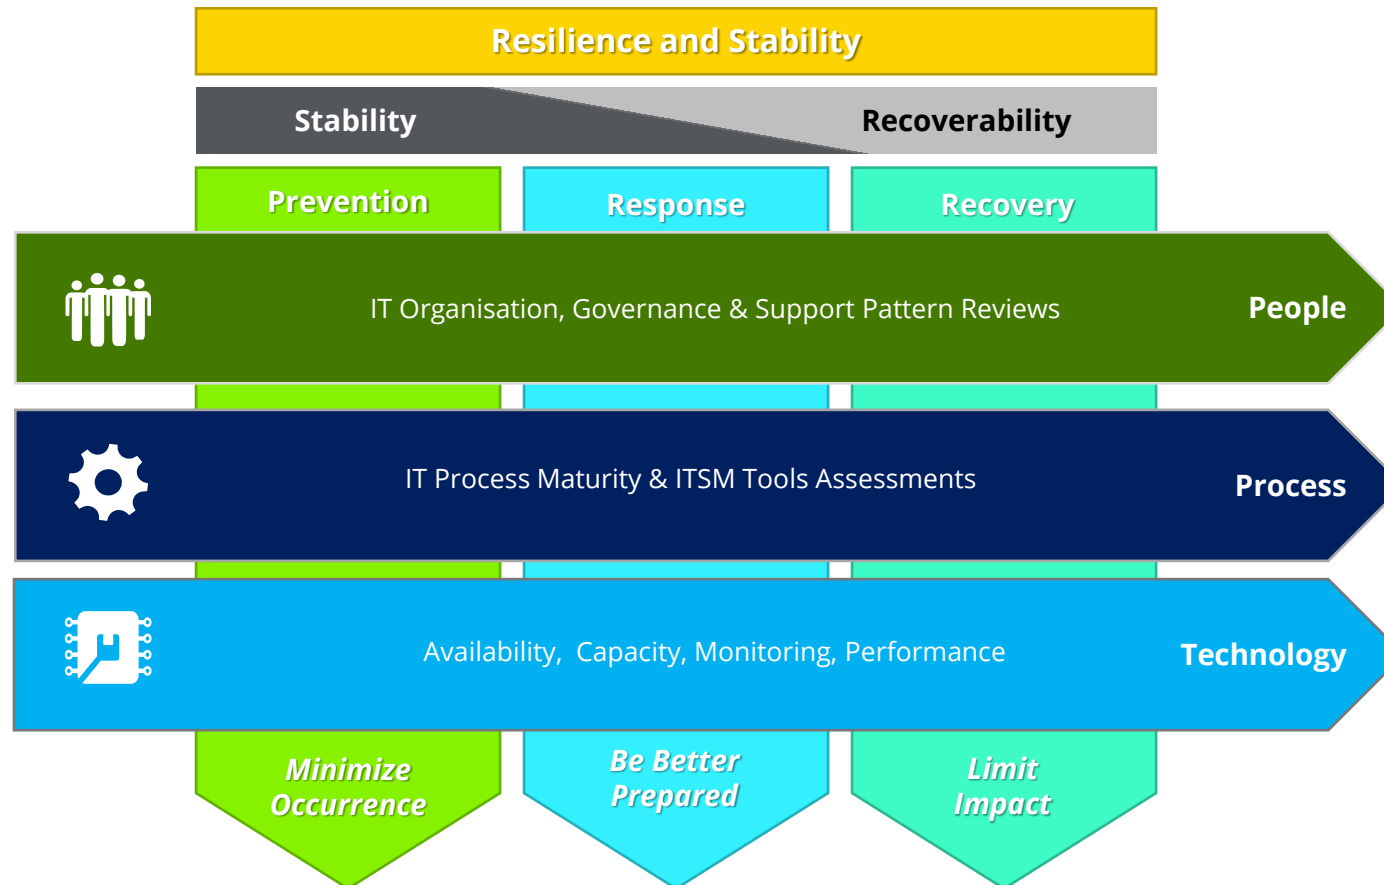 Resilience and Stability
Stability
Recoverability
Prevention
Response
Recovery
IT Organisation, Governance & Support Pattern Reviews
People
IT Process Maturity & ITSM Tools Assessments
Process
Availability,  Capacity, Monitoring, Performance
Technology
Minimize
Occurrence
Be Better
Prepared
Limit
Impact